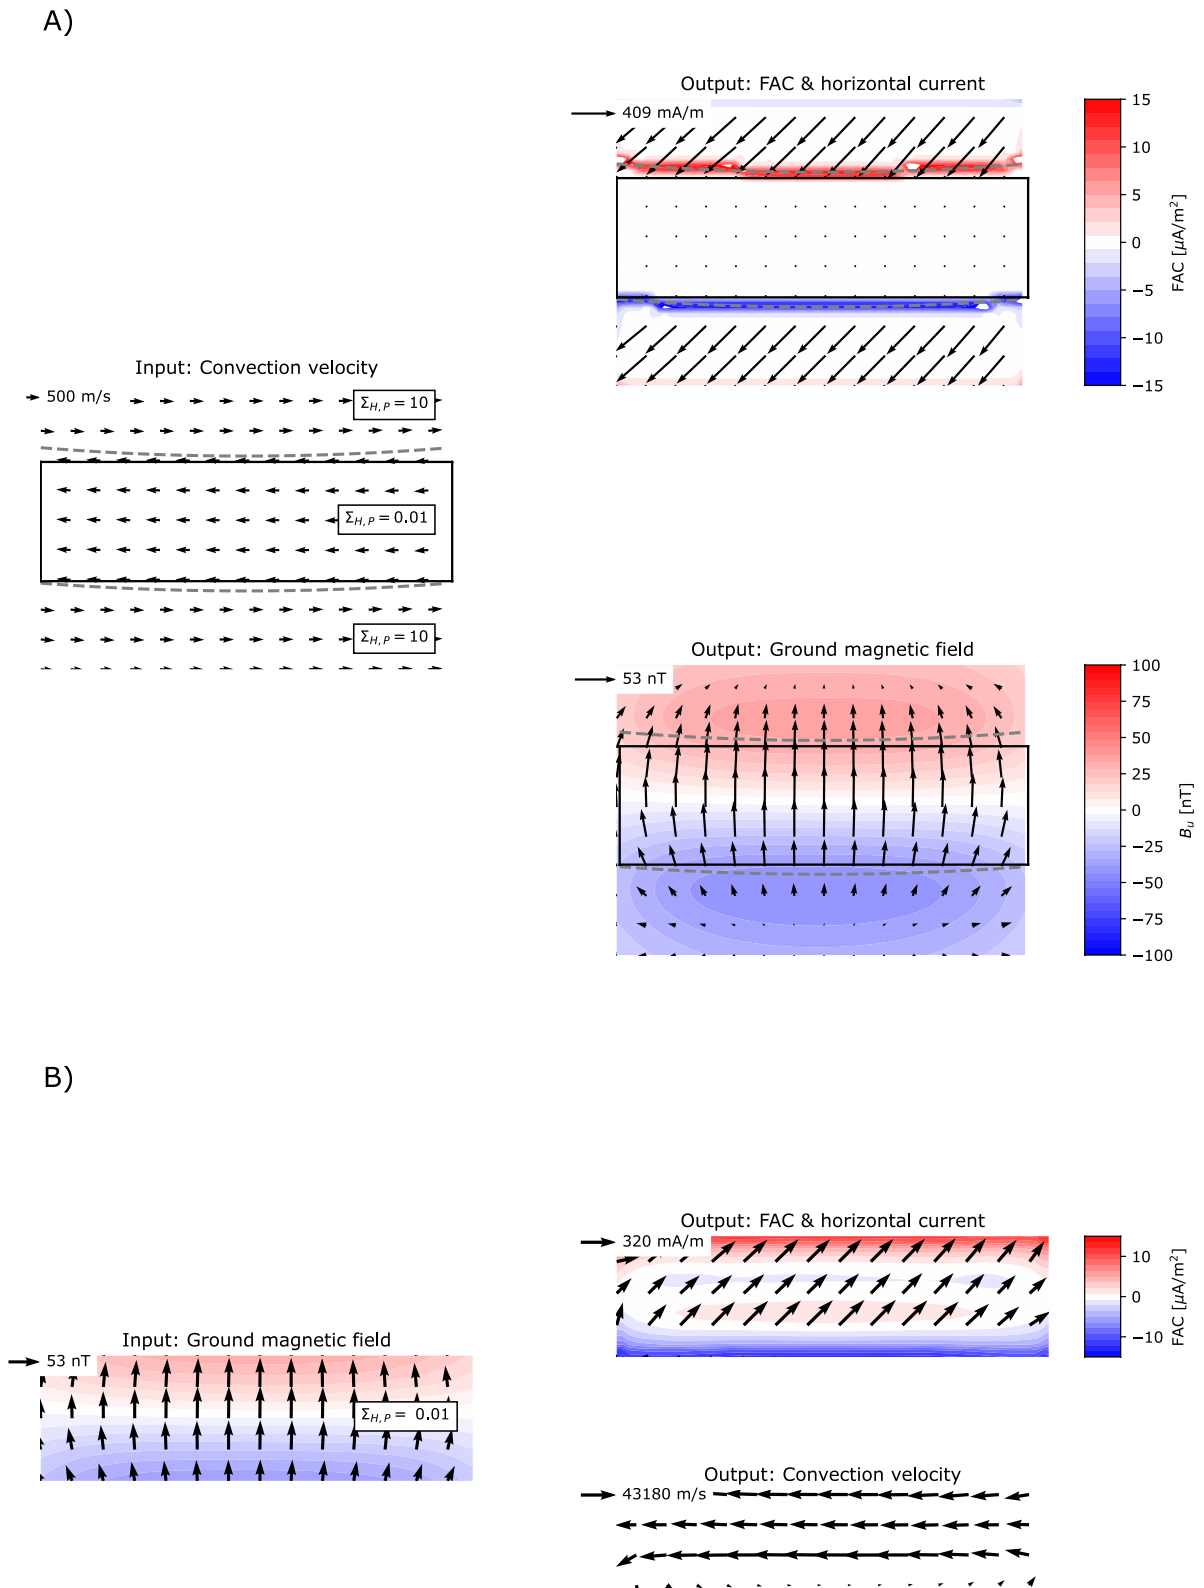 A)
Output: FAC & horizontal current
409 mA/m
15
10
5
0
−5
−10
−15
FAC [μA/m²]
Input: Convection velocity
500 m/s
Σ_{H,P} = 10
Σ_{H,P} = 0.01
Σ_{H,P} = 10
Output: Ground magnetic field
53 nT
100
75
50
25
0
−25
−50
−75
−100
B_u [nT]
B)
Output: FAC & horizontal current
320 mA/m
10
0
−10
FAC [μA/m²]
Input: Ground magnetic field
53 nT
Σ_{H,P} = 0.01
Output: Convection velocity
43180 m/s